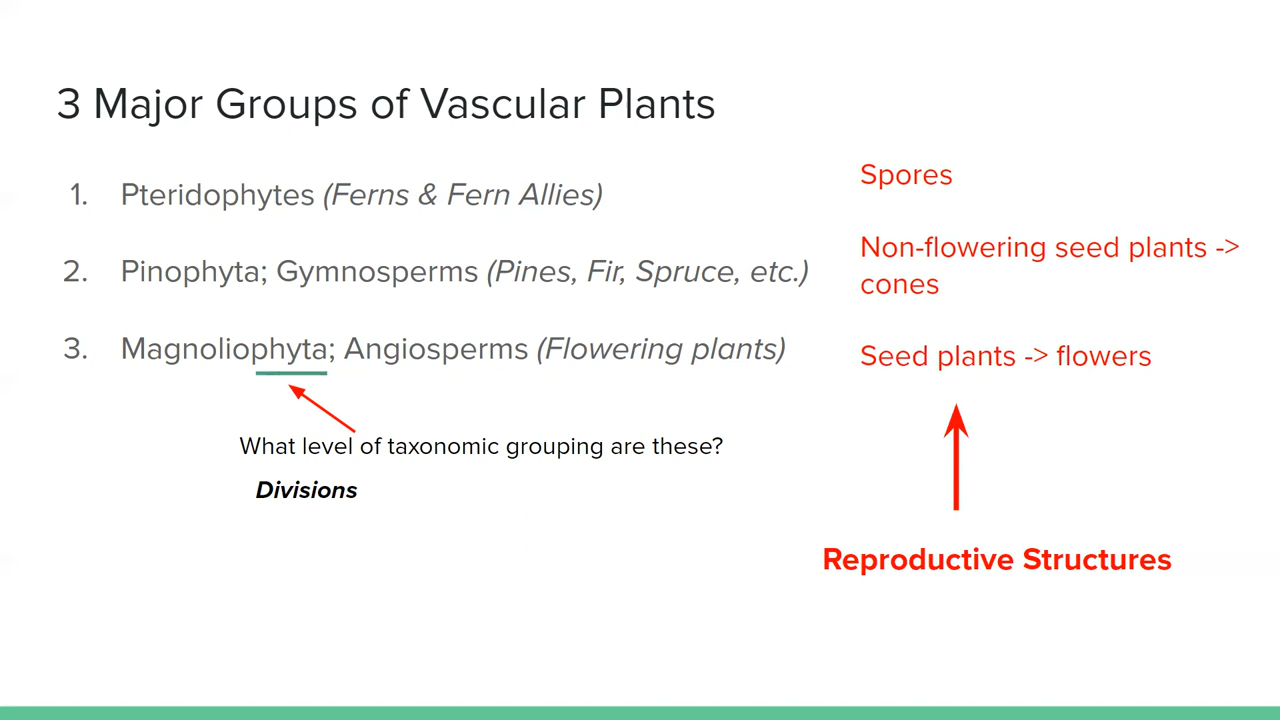 3 Major Groups of Vascular Plants
1. Pteridophytes (Ferns & Fern Allies)
2. Pinophyta; Gymnosperms (Pines, Fir, Spruce, etc.)
3. Magnoliophyta; Angiosperms (Flowering plants)
What level of taxonomic grouping are these?
Divisions
Spores
Non-flowering seed plants ->
cones
Seed plants -> flowers
Reproductive Structures